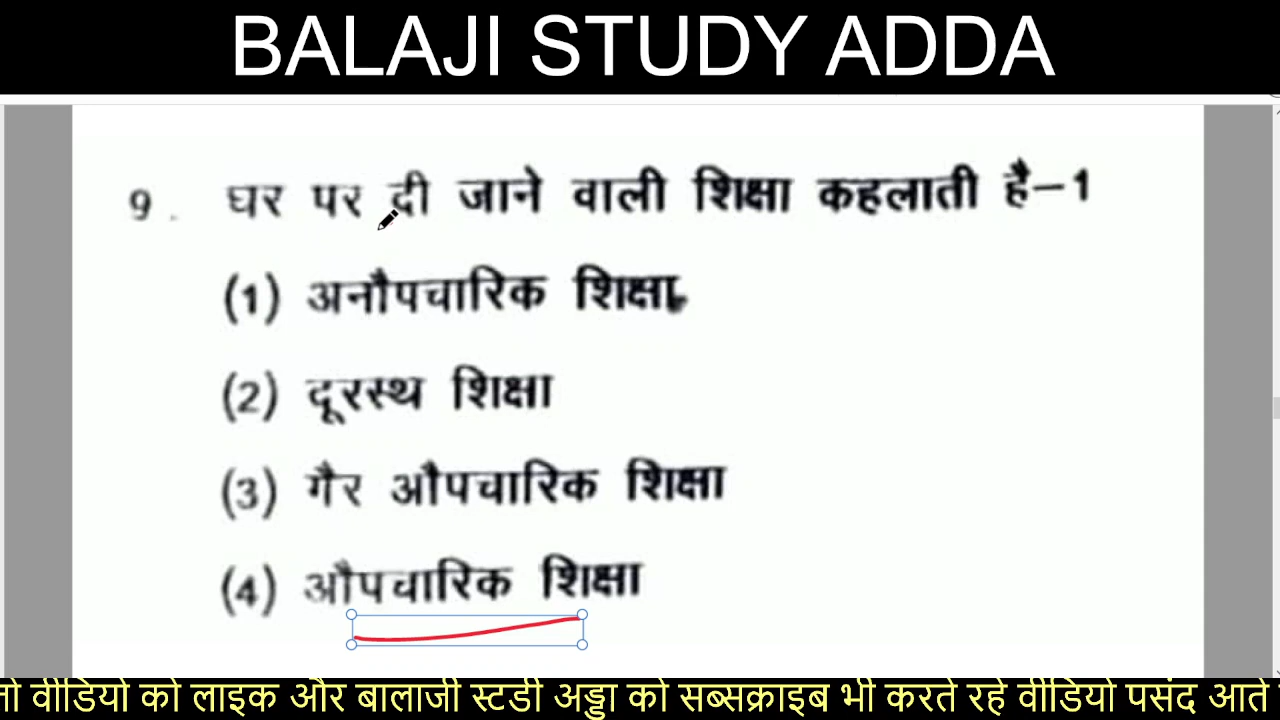 BALAJI STUDY ADDA
9. घर पर दी जाने वाली शिक्षा कहलाती है-1
(1) अनौपचारिक शिक्षा
(2) दूरस्थ शिक्षा
(3) गैर औपचारिक शिक्षा
(4) औपचारिक शिक्षा
वीडियो को लाइक और बालाजी स्टडी अड्डा को सब्सक्राइब भी करते रहे वीडियो पसंद आते